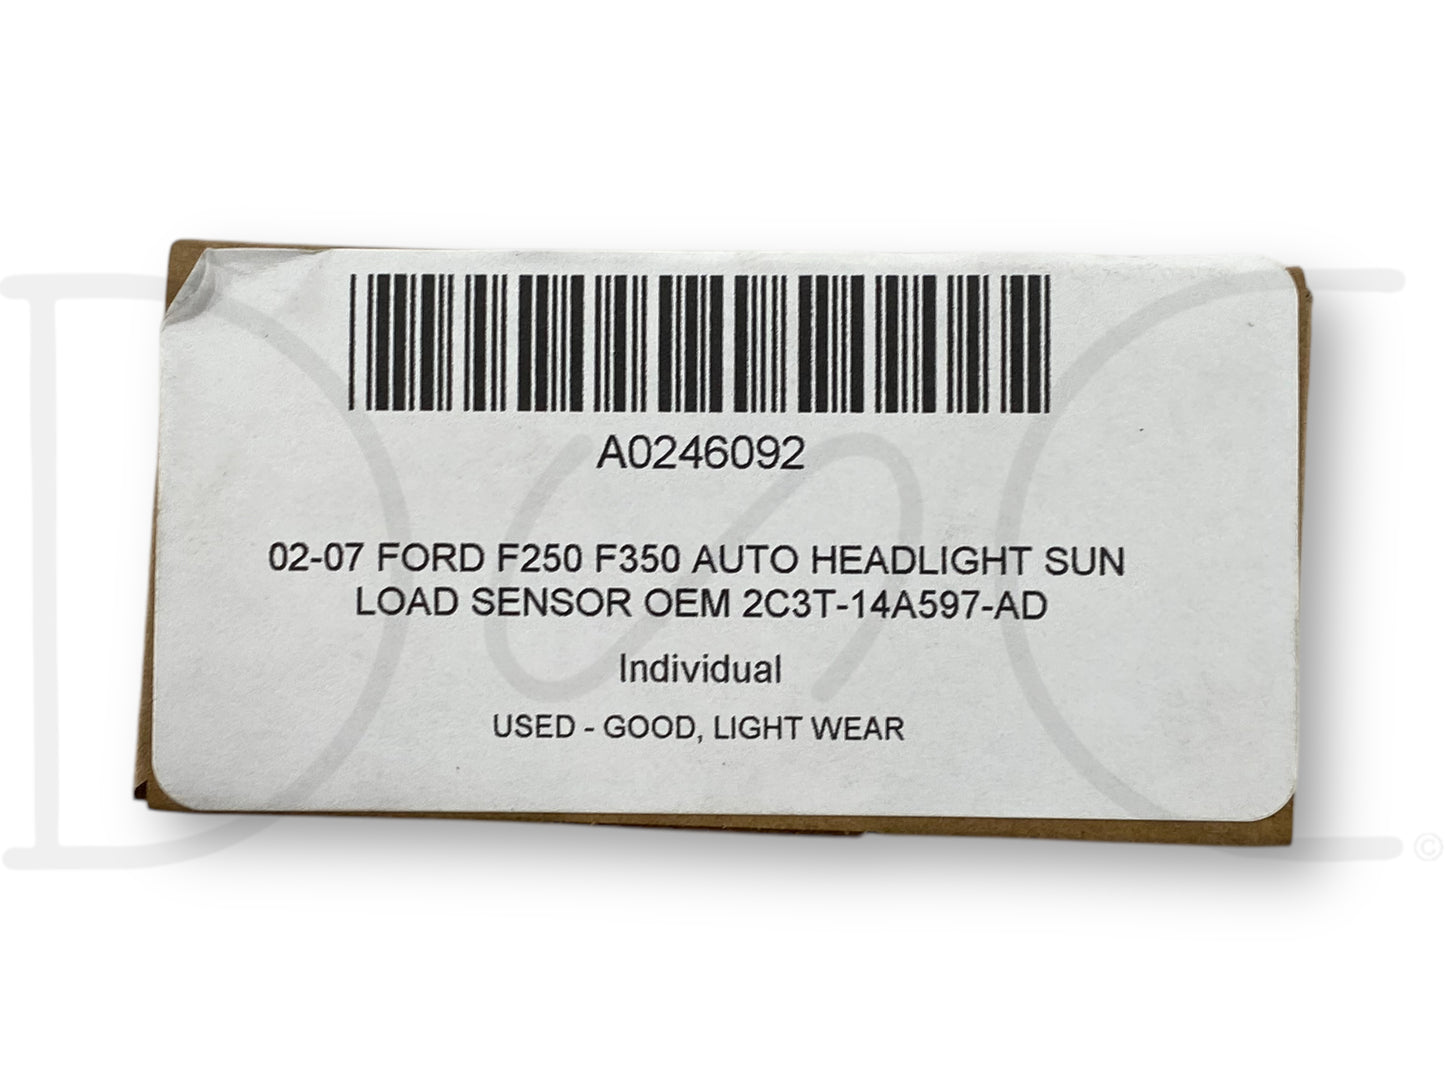 A0246092
02-07 FORD F250 F350 AUTO HEADLIGHT SUN
LOAD SENSOR OEM 2C3T-14A597-AD
Individual
USED - GOOD, LIGHT WEAR
D n C ©